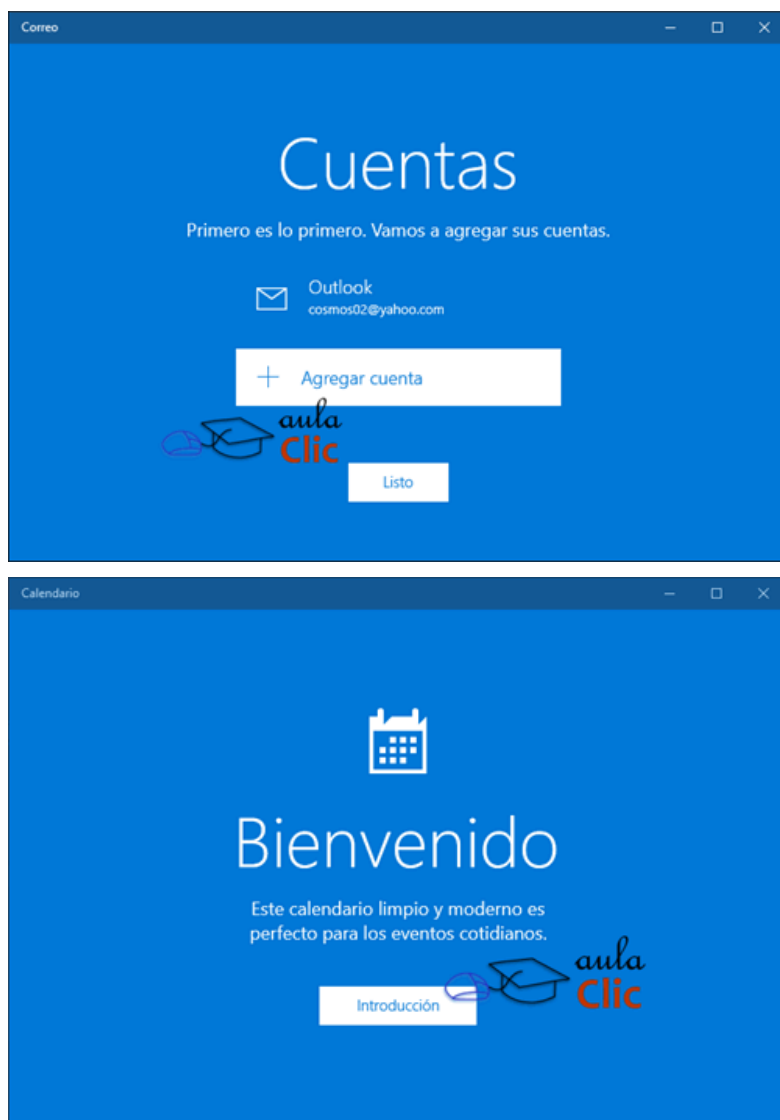 Correo
Cuentas
Primero es lo primero. Vamos a agregar sus cuentas.
Outlook
cosmos02@yahoo.com
Agregar cuenta
aula
Clic
Listo
Calendario
Bienvenido
Este calendario limpio y moderno es
perfecto para los eventos cotidianos.
aula
Clic
Introducción